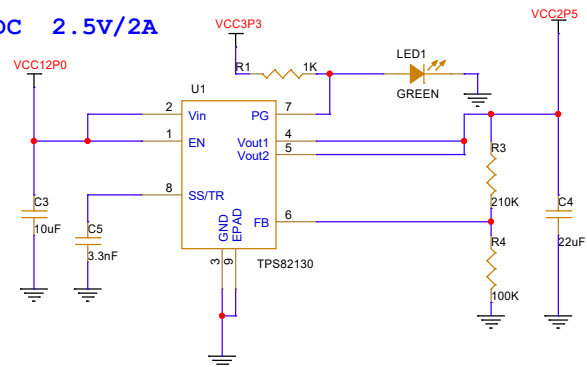 DC 2.5V/2A
VCC3P3
VCC2P5
VCC12P0
R1
1K
LED1
GREEN
U1
2
Vin
PG
7
1
EN
Vout1
4
Vout2
5
R3
210K
8
SS/TR
FB
6
C3
10uF
C5
3.3nF
GND
EPAD
3
9
TPS82130
R4
100K
C4
22uF